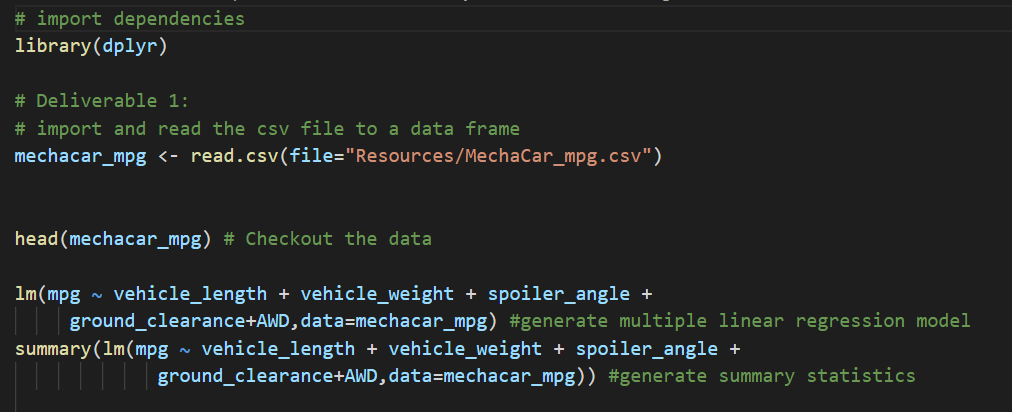 # import dependencies
library(dplyr)
# Deliverable 1:
# import and read the csv file to a data frame
mechacar_mpg <- read.csv(file="Resources/MechaCar_mpg.csv")
head(mechacar_mpg) # Checkout the data
lm(mpg ~ vehicle_length + vehicle_weight + spoiler_angle +
ground_clearance+AWD,data=mechacar_mpg) #generate multiple linear regression model
summary(lm(mpg ~ vehicle_length + vehicle_weight + spoiler_angle +
ground_clearance+AWD,data=mechacar_mpg)) #generate summary statistics